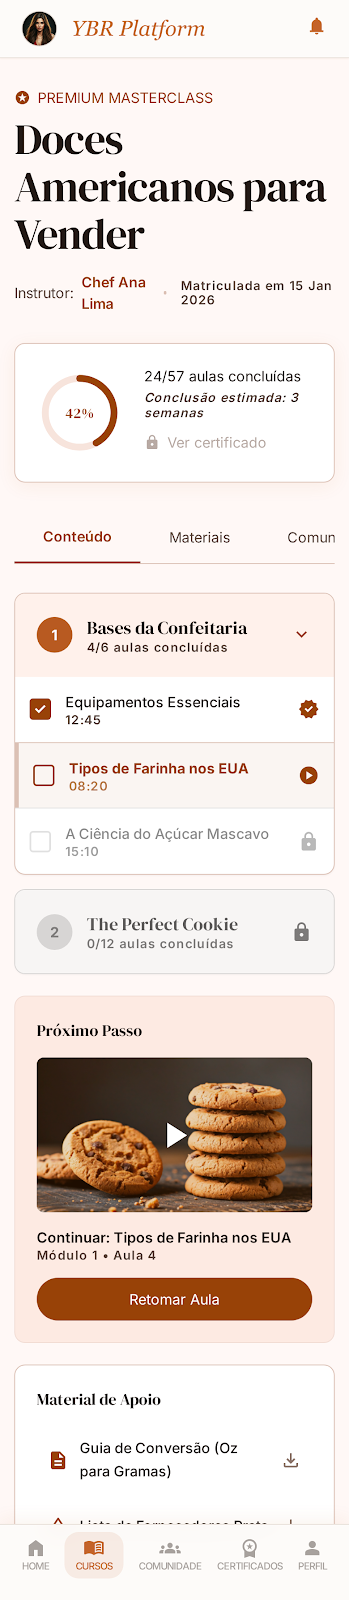 YBR Platform
PREMIUM MASTERCLASS
Doces
Americanos para
Vender
Instrutor: Chef Ana Lima • Matriculada em 15 Jan 2026
42%
24/57 aulas concluídas
Conclusão estimada: 3
semanas
Ver certificado
Conteúdo Materiais Comun
1
Bases da Confeitaria
4/6 aulas concluídas
Equipamentos Essenciais
12:45
Tipos de Farinha nos EUA
08:20
A Ciência do Açúcar Mascavo
15:10
2
The Perfect Cookie
0/12 aulas concluídas
Próximo Passo
Continuar: Tipos de Farinha nos EUA
Módulo 1 • Aula 4
Retomar Aula
Material de Apoio
Guia de Conversão (Oz
para Gramas)
HOME CURSOS COMUNIDADE CERTIFICADOS PERFIL